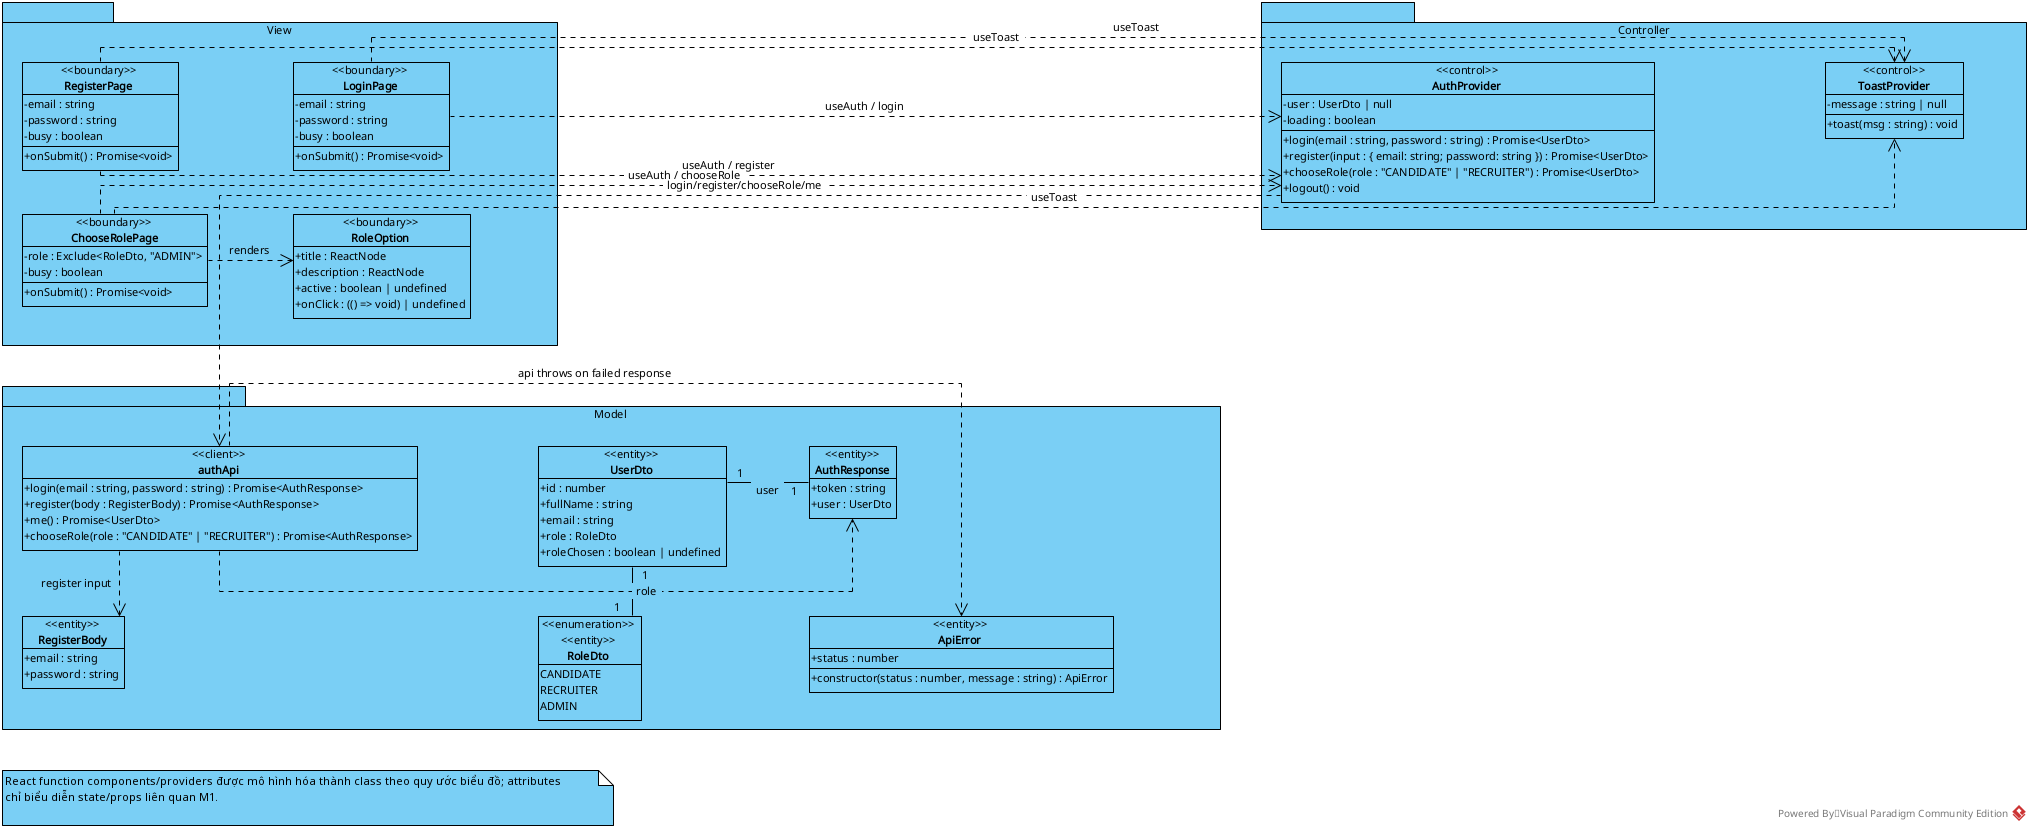 View
Controller
useToast
useToast
<<boundary>>
RegisterPage
-email : string
-password : string
-busy : boolean
+onSubmit() : Promise<void>
<<boundary>>
LoginPage
-email : string
-password : string
-busy : boolean
+onSubmit() : Promise<void>
useAuth / login
<<control>>
AuthProvider
-user : UserDto | null
-loading : boolean
+login(email : string, password : string) : Promise<UserDto>
+register(input : { email: string; password: string }) : Promise<UserDto>
+chooseRole(role : "CANDIDATE" | "RECRUITER") : Promise<UserDto>
+logout() : void
<<control>>
ToastProvider
-message : string | null
+toast(msg : string) : void
useAuth / register
useAuth / chooseRole
login/register/chooseRole/me
useToast
<<boundary>>
ChooseRolePage
-role : Exclude<RoleDto, "ADMIN">
-busy : boolean
+onSubmit() : Promise<void>
renders
<<boundary>>
RoleOption
+title : ReactNode
+description : ReactNode
+active : boolean | undefined
+onClick : (() => void) | undefined
api throws on failed response
Model
<<client>>
authApi
+login(email : string, password : string) : Promise<AuthResponse>
+register(body : RegisterBody) : Promise<AuthResponse>
+me() : Promise<UserDto>
+chooseRole(role : "CANDIDATE" | "RECRUITER") : Promise<AuthResponse>
<<entity>>
UserDto
+id : number
+fullName : string
+email : string
+role : RoleDto
+roleChosen : boolean | undefined
1
user
1
<<entity>>
AuthResponse
+token : string
+user : UserDto
register input
1
role
1
<<entity>>
RegisterBody
+email : string
+password : string
<<enumeration>>
<<entity>>
RoleDto
CANDIDATE
RECRUITER
ADMIN
<<entity>>
ApiError
+status : number
+constructor(status : number, message : string) : ApiError
React function components/providers được mô hình hóa thành class theo quy ước biểu đồ; attributes
chỉ biểu diễn state/props liên quan M1.
Powered By Visual Paradigm Community Edition